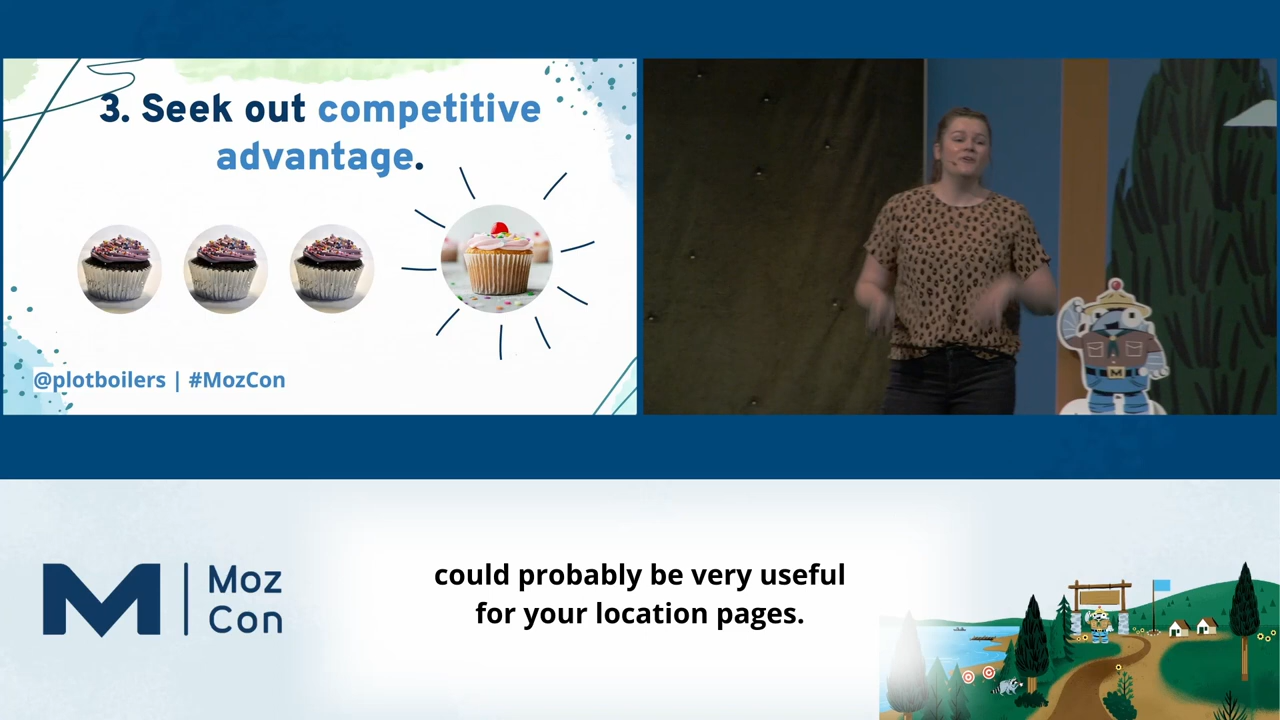 3. Seek out competitive
advantage.
@plotboilers | #MozCon
M
Moz
Con
could probably be very useful
for your location pages.